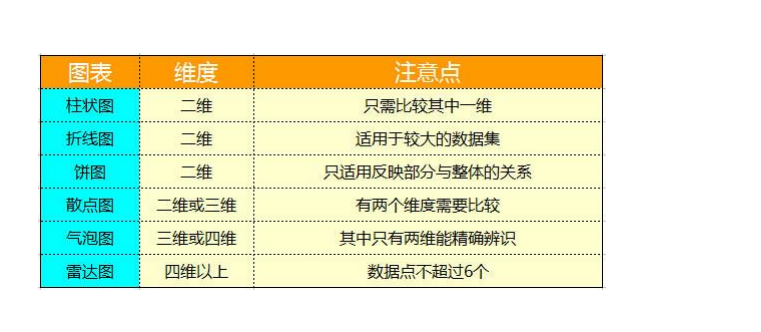 图表 维度 注意点
柱状图 二维 只需比较其中一维
折线图 二维 适用于较大的数据集
饼图 二维 只适用反映部分与整体的关系
散点图 二维或三维 有两个维度需要比较
气泡图 三维或四维 其中只有两维能精确辨识
雷达图 四维以上 数据点不超过6个